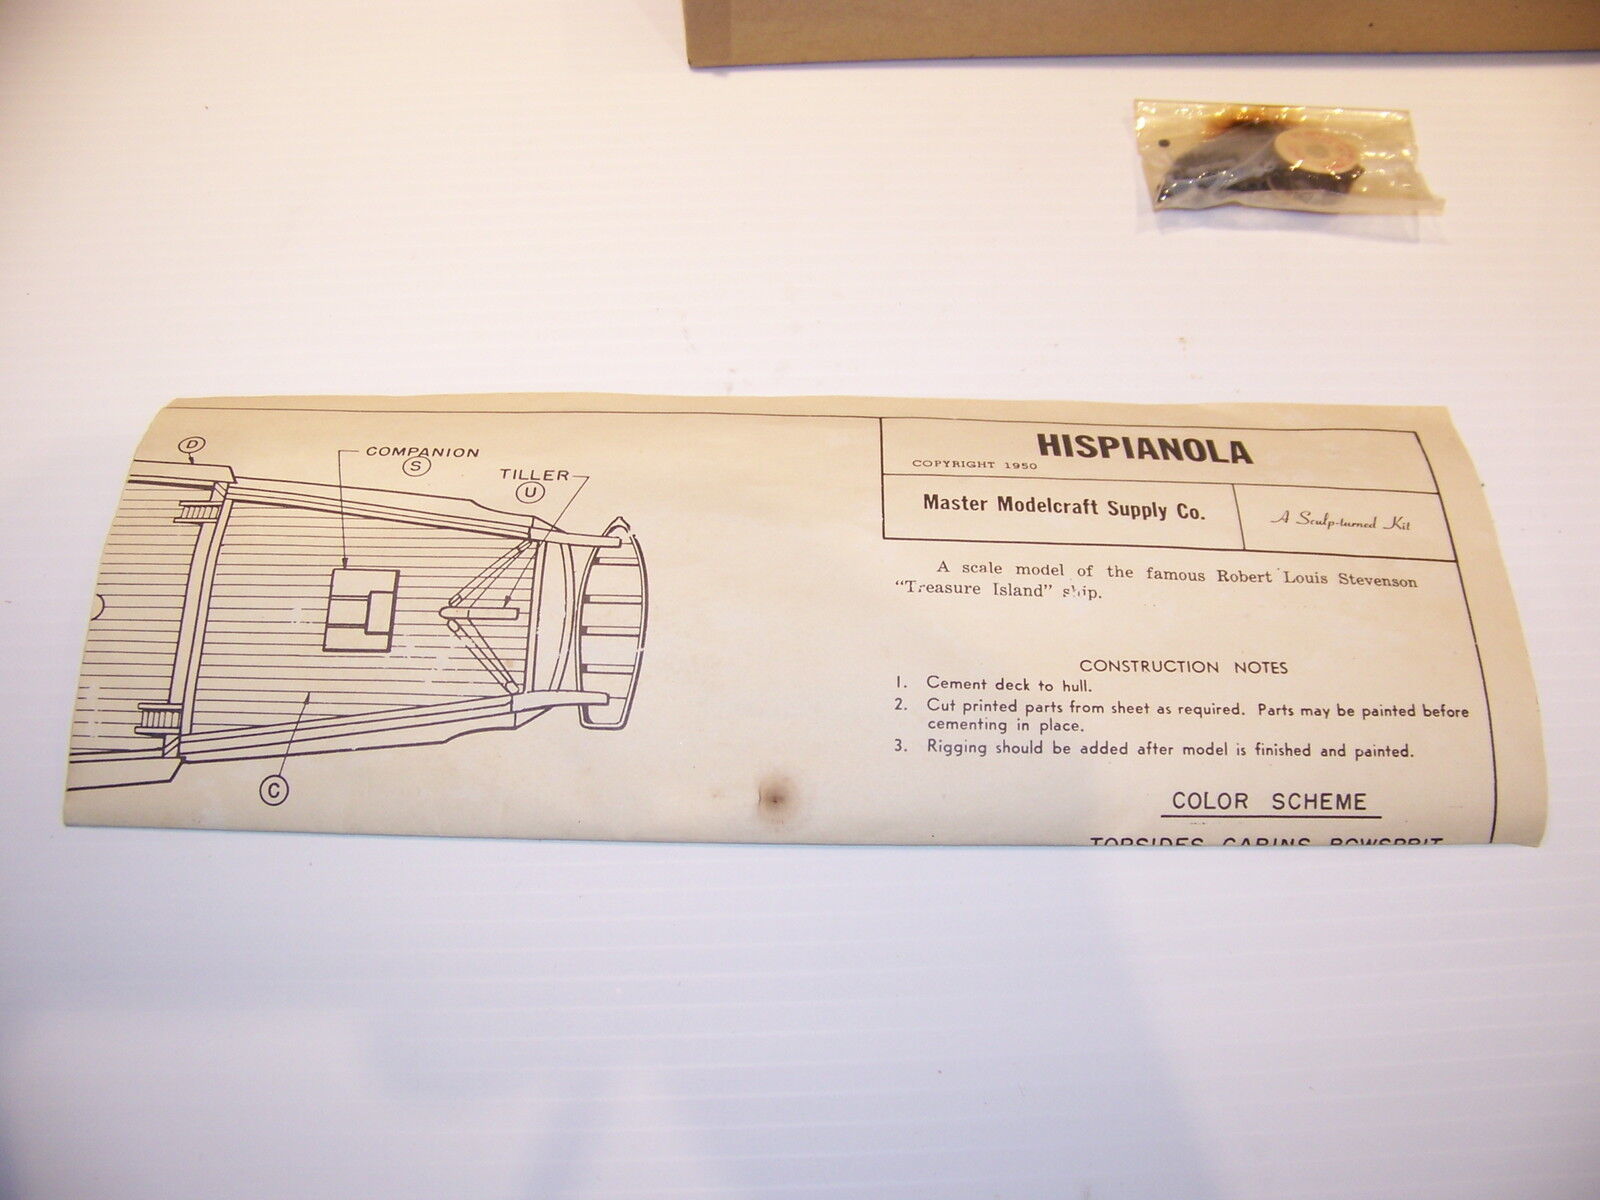 D
COMPANION
S
TILLER
U
C
HISPIANOLA
COPYRIGHT 1950
Master Modelcraft Supply Co.
A Sculp-turned Kit
A scale model of the famous Robert Louis Stevenson
"Treasure Island" ship.
CONSTRUCTION NOTES
1. Cement deck to hull.
2. Cut printed parts from sheet as required. Parts may be painted before
cementing in place.
3. Rigging should be added after model is finished and painted.
COLOR SCHEME
TOPSIDES CABINS BOWSPRIT